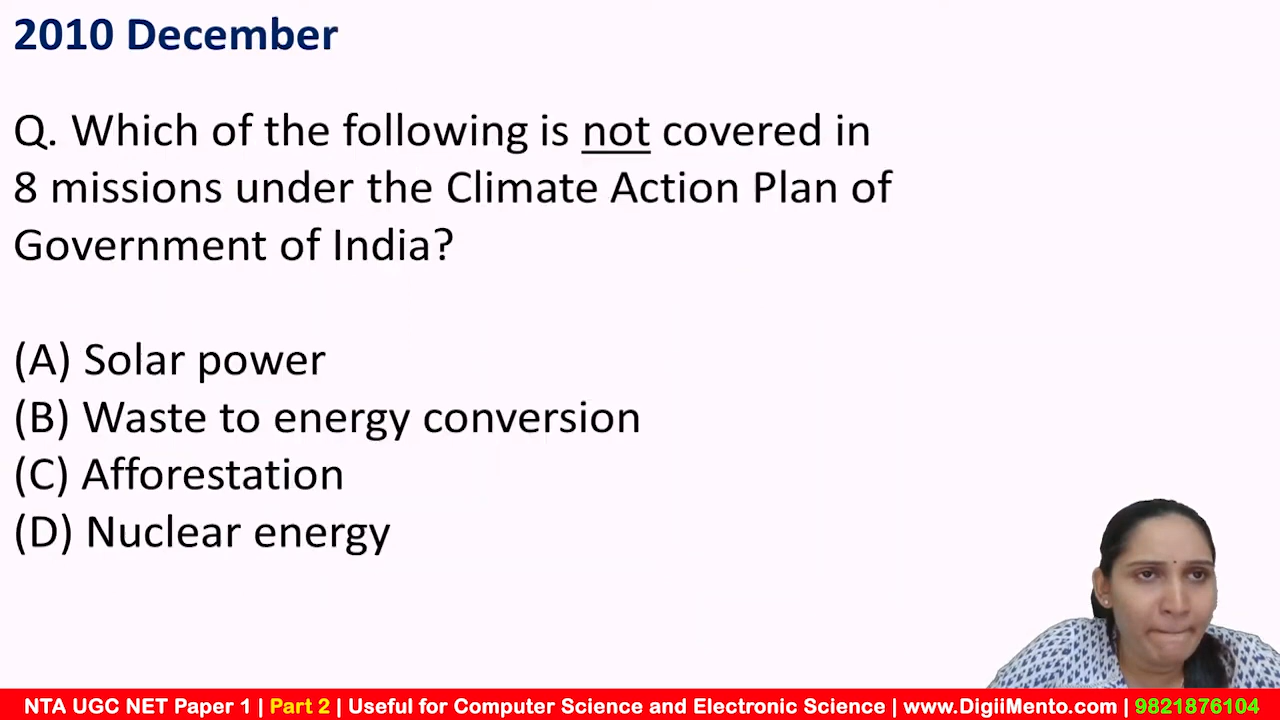 2010 December
Q. Which of the following is not covered in
8 missions under the Climate Action Plan of
Government of India?
(A) Solar power
(B) Waste to energy conversion
(C) Afforestation
(D) Nuclear energy
NTA UGC NET Paper 1 | Part 2 | Useful for Computer Science and Electronic Science | www.DigiiMento.com | 9821876104